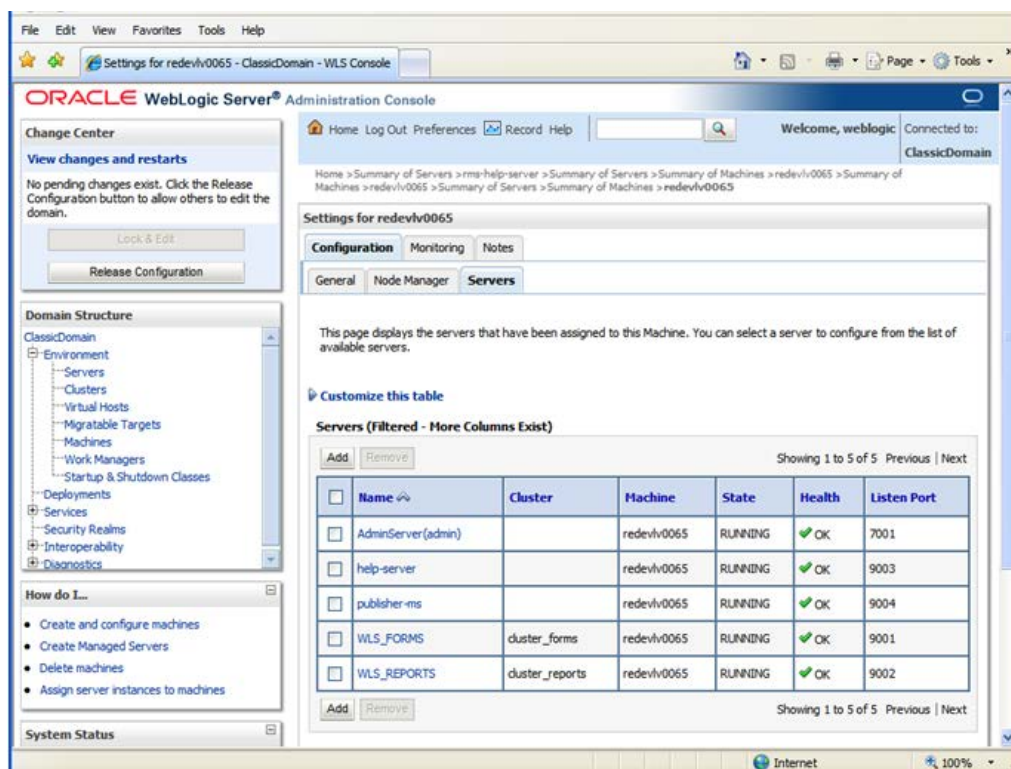 File Edit View Favorites Tools Help
Settings for redevlv0065 - ClassicDomain - WLS Console
Page Tools
ORACLE WebLogic Server® Administration Console
Change Center
View changes and restarts
No pending changes exist. Click the Release
Configuration button to allow others to edit the
domain.
Lock & Edit
Release Configuration
Domain Structure
ClassicDomain
Environment
Servers
Clusters
Virtual Hosts
Migratable Targets
Machines
Work Managers
Startup & Shutdown Classes
Deployments
Services
Security Realms
Interoperability
Diagnostics
How do I...
Create and configure machines
Create Managed Servers
Delete machines
Assign server instances to machines
System Status
Home Log Out Preferences Record Help
Welcome, weblogic
Connected to:
ClassicDomain
Home >Summary of Servers >rms-help-server >Summary of Servers >Summary of Machines >redevlv0065 >Summary of
Machines >redevlv0065 >Summary of Servers >Summary of Machines >redevlv0065
Settings for redevlv0065
Configuration Monitoring Notes
General Node Manager Servers
This page displays the servers that have been assigned to this Machine. You can select a server to configure from the list of
available servers.
Customize this table
Servers (Filtered - More Columns Exist)
Add Remove Showing 1 to 5 of 5 Previous | Next
Name Cluster Machine State Health Listen Port
AdminServer(admin) redevlv0065 RUNNING OK 7001
help-server redevlv0065 RUNNING OK 9003
publisher-ms redevlv0065 RUNNING OK 9004
WLS_FORMS cluster_forms redevlv0065 RUNNING OK 9001
WLS_REPORTS cluster_reports redevlv0065 RUNNING OK 9002
Add Remove Showing 1 to 5 of 5 Previous | Next
Internet 100%